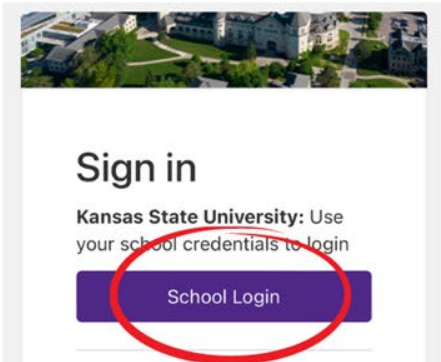 Sign in
Kansas State University: Use
your school credentials to login
School Login